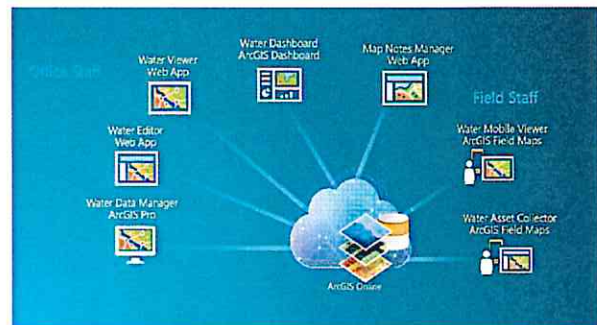 Water Dashboard
ArcGIS Dashboard
Map Notes Manager
Web App
Water Viewer
Web App
Office Staff
Field Staff
Water Editor
Web App
Water Mobile Viewer
ArcGIS Field Maps
Water Data Manager
ArcGIS Pro
Water Asset Collector
ArcGIS Field Maps
ArcGIS Online